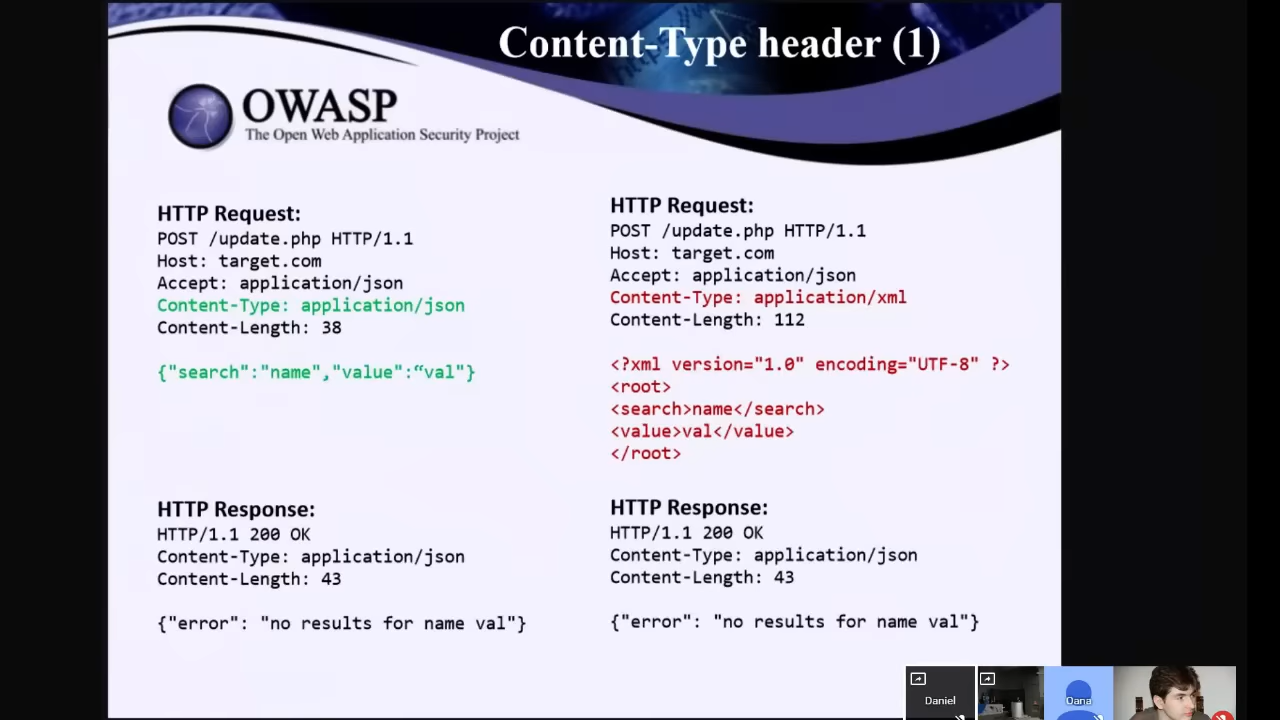 Content-Type header (1)
OWASP
The Open Web Application Security Project
HTTP Request:
POST /update.php HTTP/1.1
Host: target.com
Accept: application/json
Content-Type: application/json
Content-Length: 38
{"search":"name","value":“val"}
HTTP Response:
HTTP/1.1 200 OK
Content-Type: application/json
Content-Length: 43
{"error": "no results for name val"}
HTTP Request:
POST /update.php HTTP/1.1
Host: target.com
Accept: application/json
Content-Type: application/xml
Content-Length: 112
<?xml version="1.0" encoding="UTF-8" ?>
<root>
<search>name</search>
<value>val</value>
</root>
HTTP Response:
HTTP/1.1 200 OK
Content-Type: application/json
Content-Length: 43
{"error": "no results for name val"}
Daniel
Oana